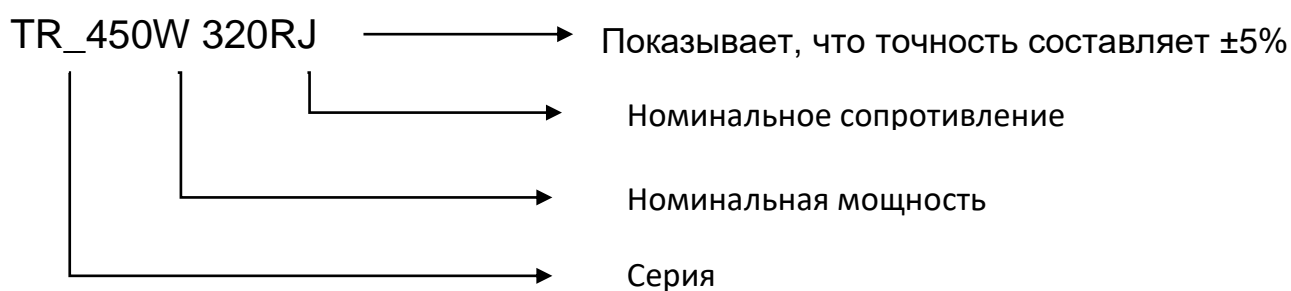 TR_450W 320RJ Показывает, что точность составляет ±5%
Номинальное сопротивление
Номинальная мощность
Серия